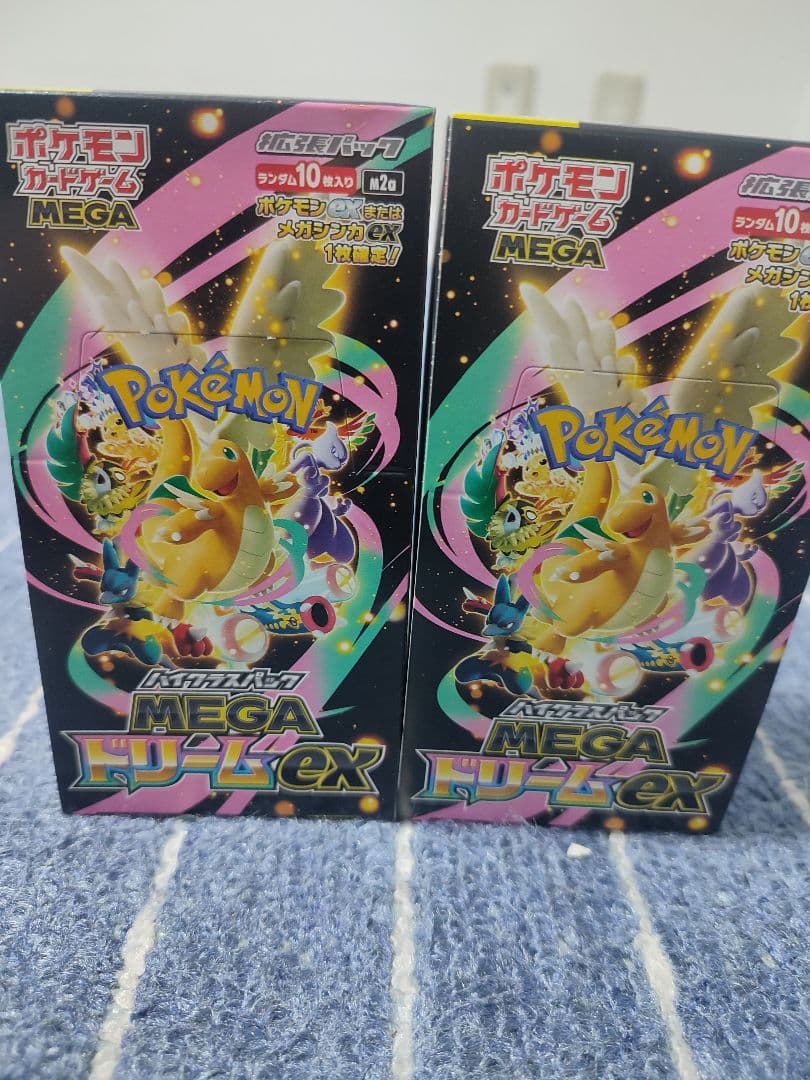 ポケモン
カードゲーム
MEGA
拡張パック
ランダム10枚入り M2a
ポケモンexまたは
メガシンカex
1枚確定!
POKÉMON
ハイクラスパック
MEGA
ドリームex
ポケモン
カードゲーム
MEGA
拡張パッ
ランダム10枚
ポケモン
メガシン
1枚
POKÉMON
ハイクラスパック
MEGA
ドリームex